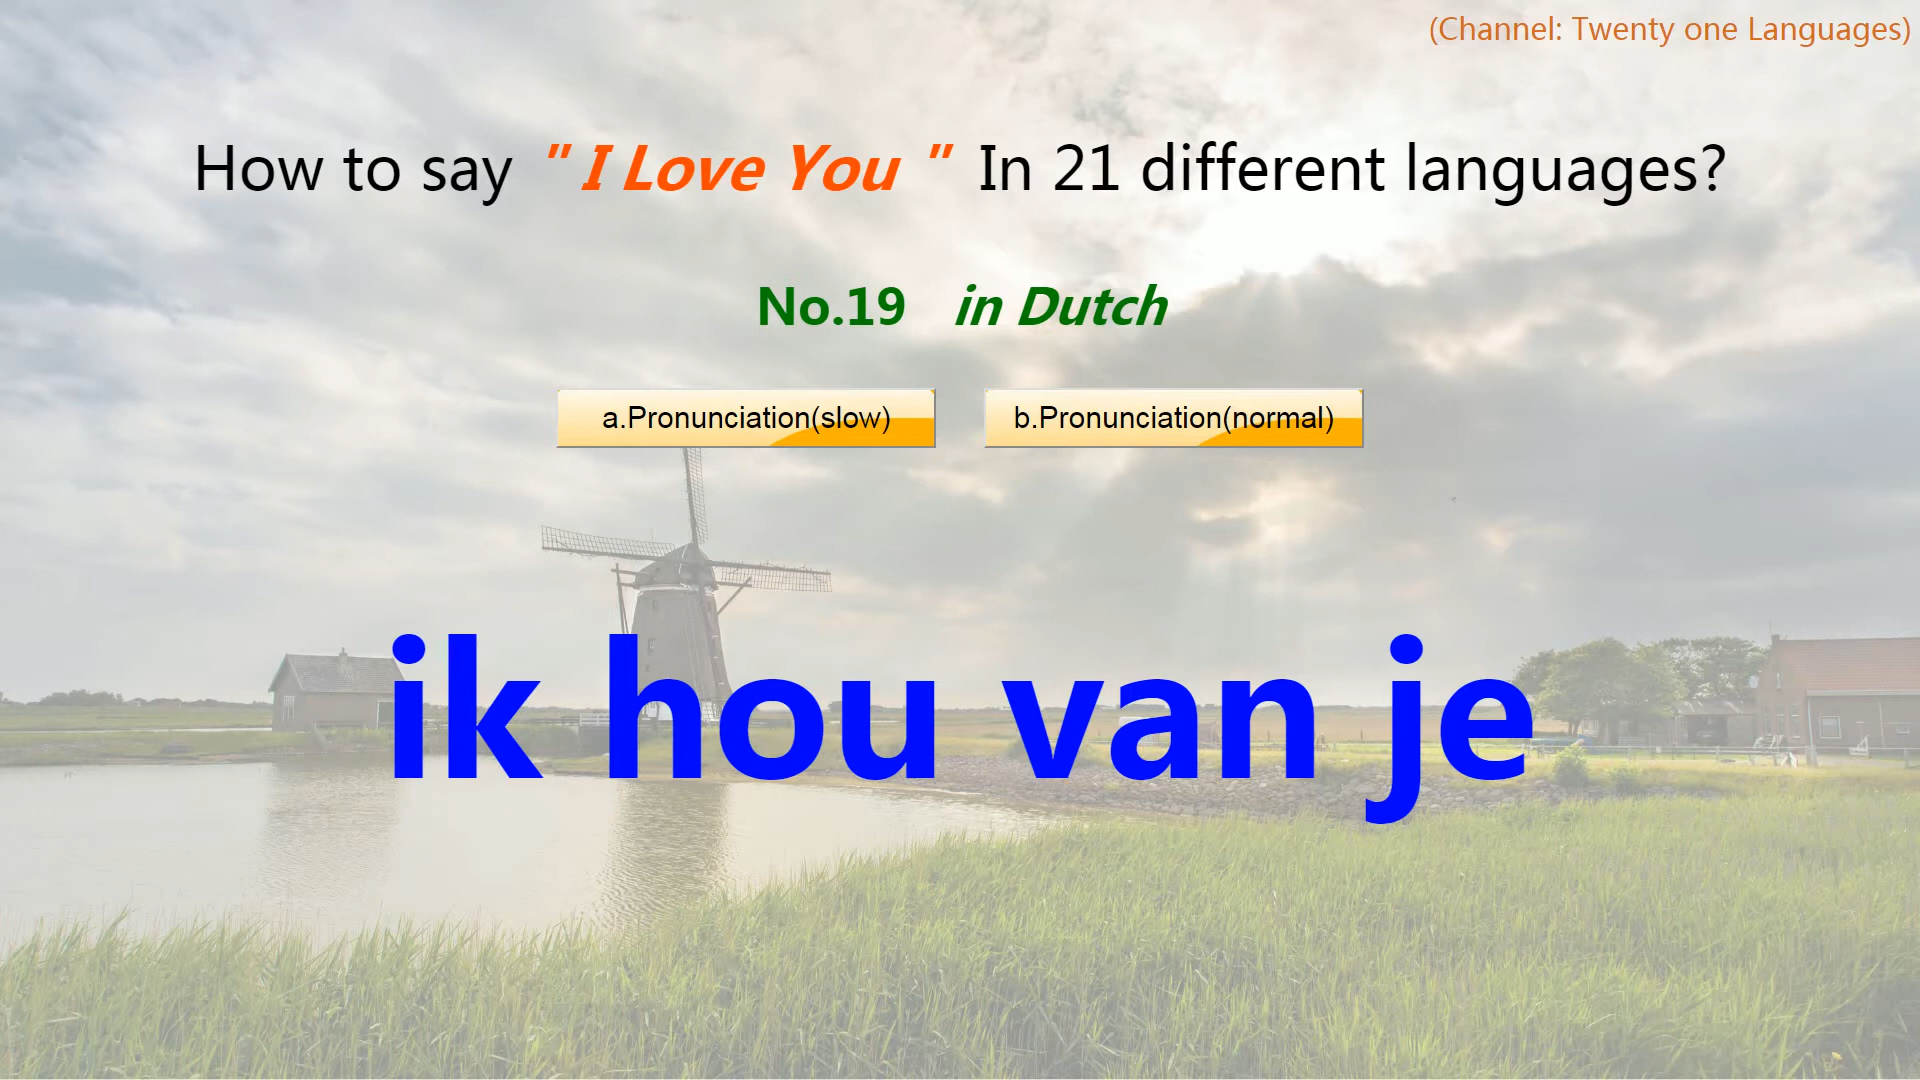 (Channel: Twenty one Languages)
How to say " I Love You " In 21 different languages?
No.19 in Dutch
a.Pronunciation(slow) b.Pronunciation(normal)
ik hou van je